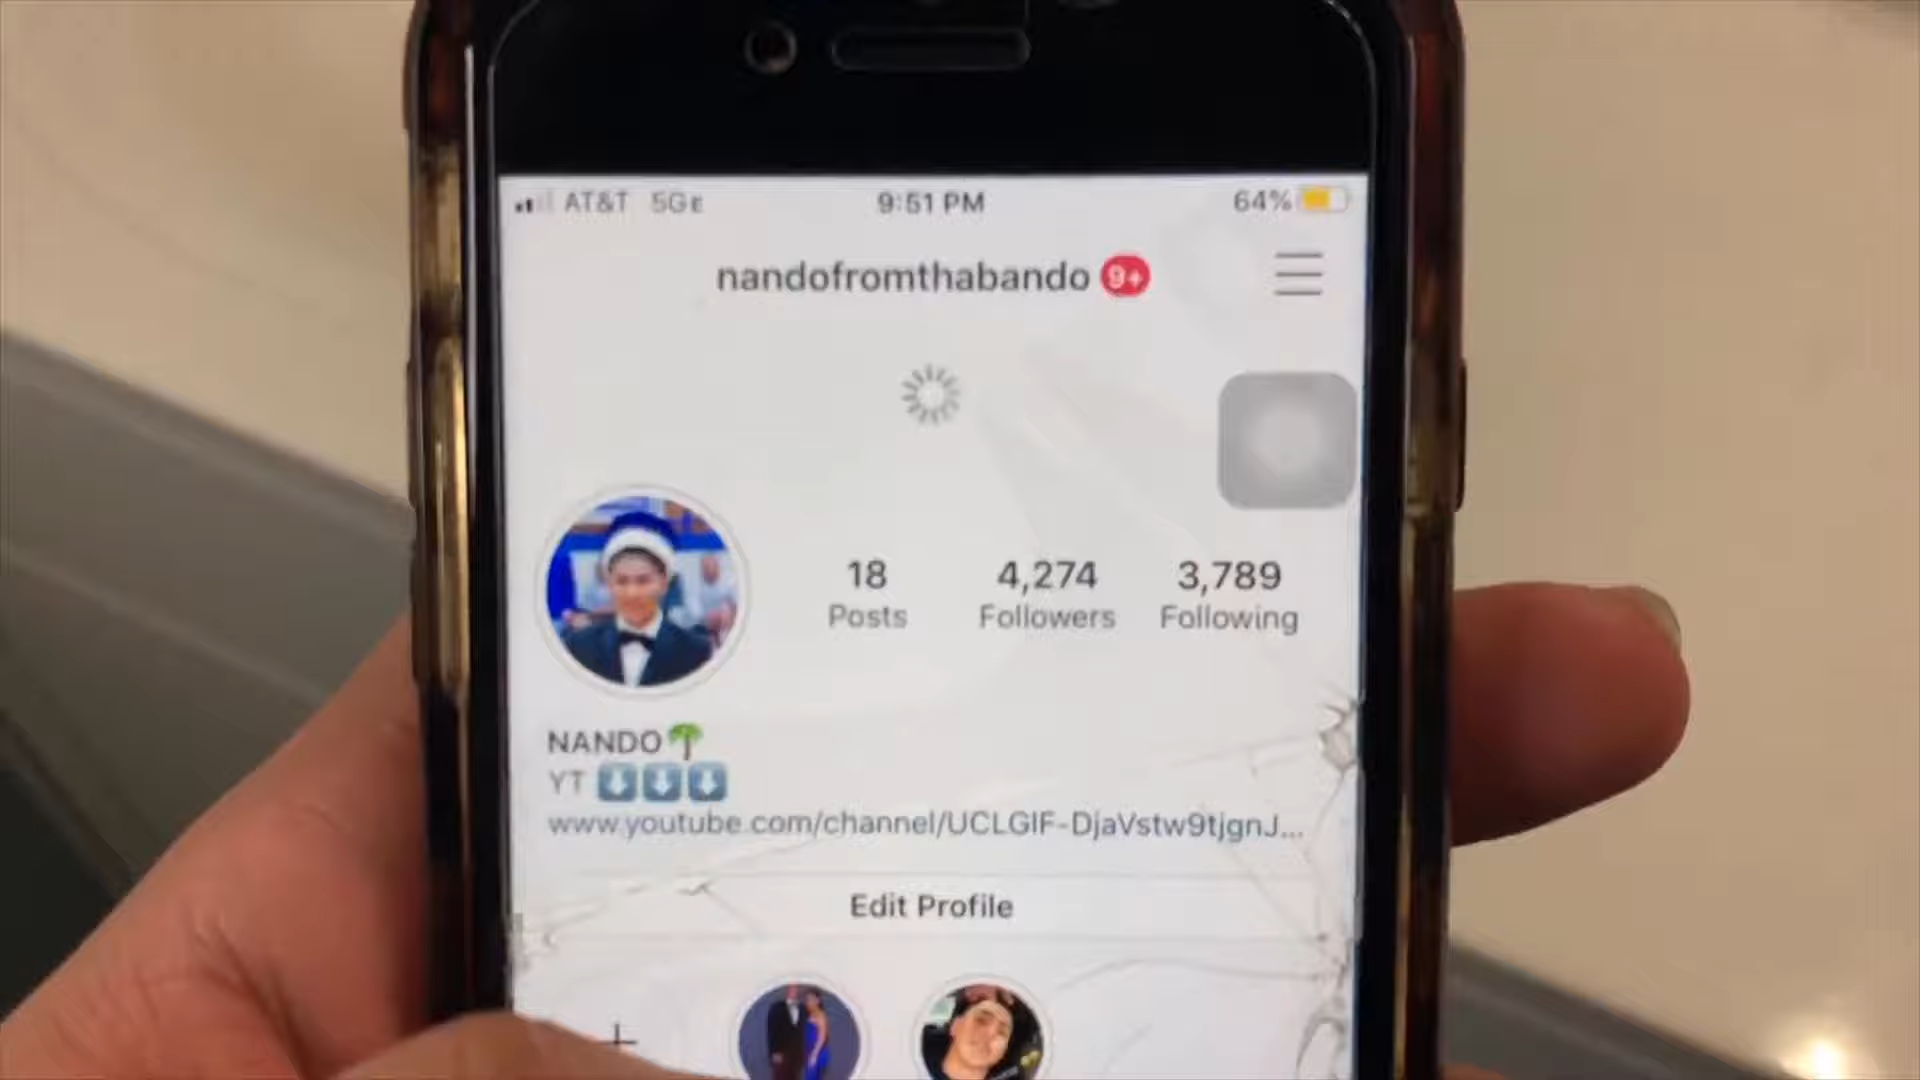 AT&T 5GE 9:51 PM 64%
nandofromthabando 9+
18 4,274 3,789
Posts Followers Following
NANDO🌴
YT ⬇️⬇️⬇️
www.youtube.com/channel/UCLGIF-DjaVstw9tjgnJ...
Edit Profile